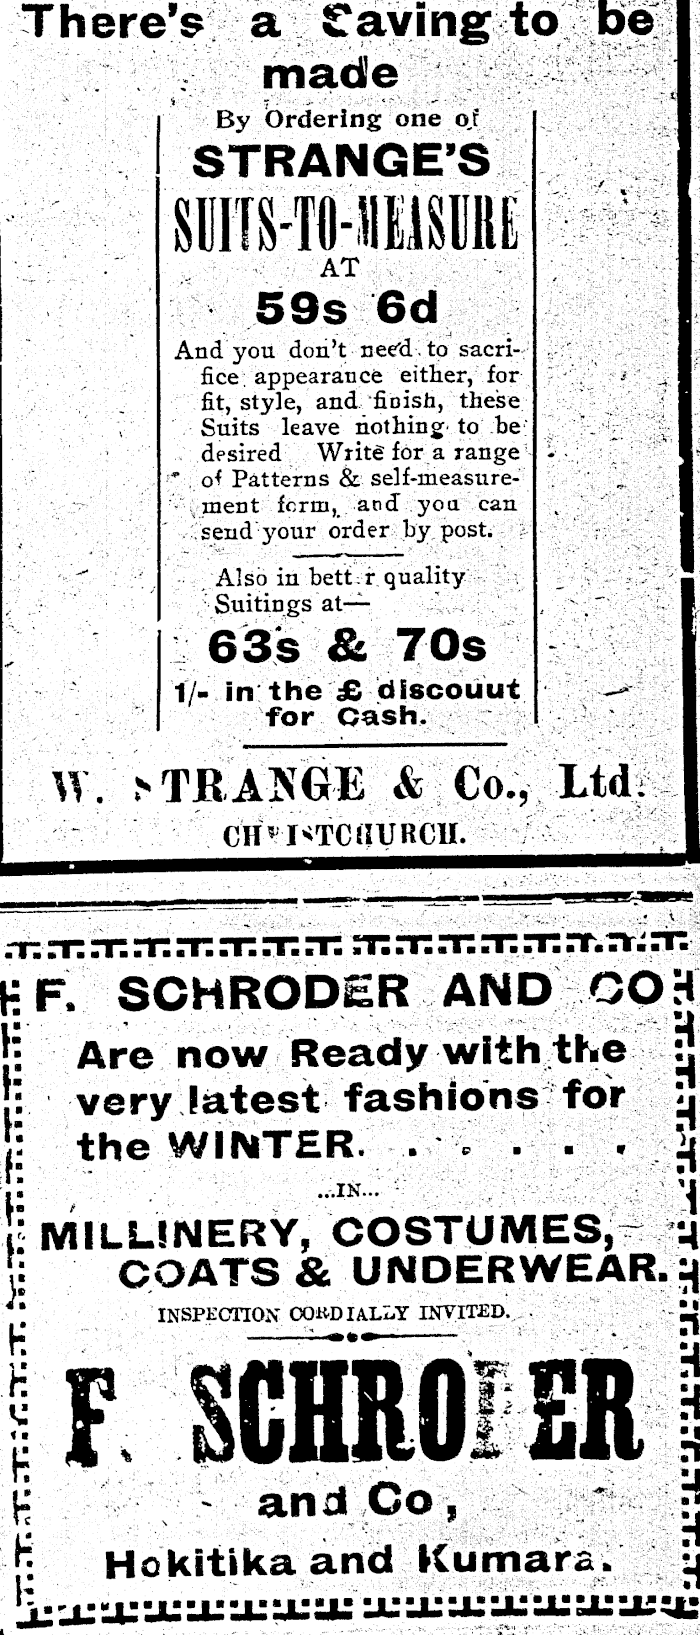 There's a Saving to be
made
By Ordering one of
STRANGE'S
SUITS-TO-MEASURE
AT
59s 6d
And you don't need to sacri-
fice appearance either, for
fit, style, and finish, these
Suits leave nothing to be
desired Write for a range
of Patterns & self-measure-
ment form, and you can
send your order by post.
Also in better quality
Suitings at—
63s & 70s
1/- in the £ discouut
for Cash.
W. STRANGE & Co., Ltd.
CHRISTCHURCH.
F. SCHRODER AND CO
Are now Ready with the
very latest fashions for
the WINTER. . . . . .
...IN...
MILLINERY, COSTUMES,
COATS & UNDERWEAR.
INSPECTION CORDIALLY INVITED.
F. SCHRODER
and Co,
Hokitika and Kumara.